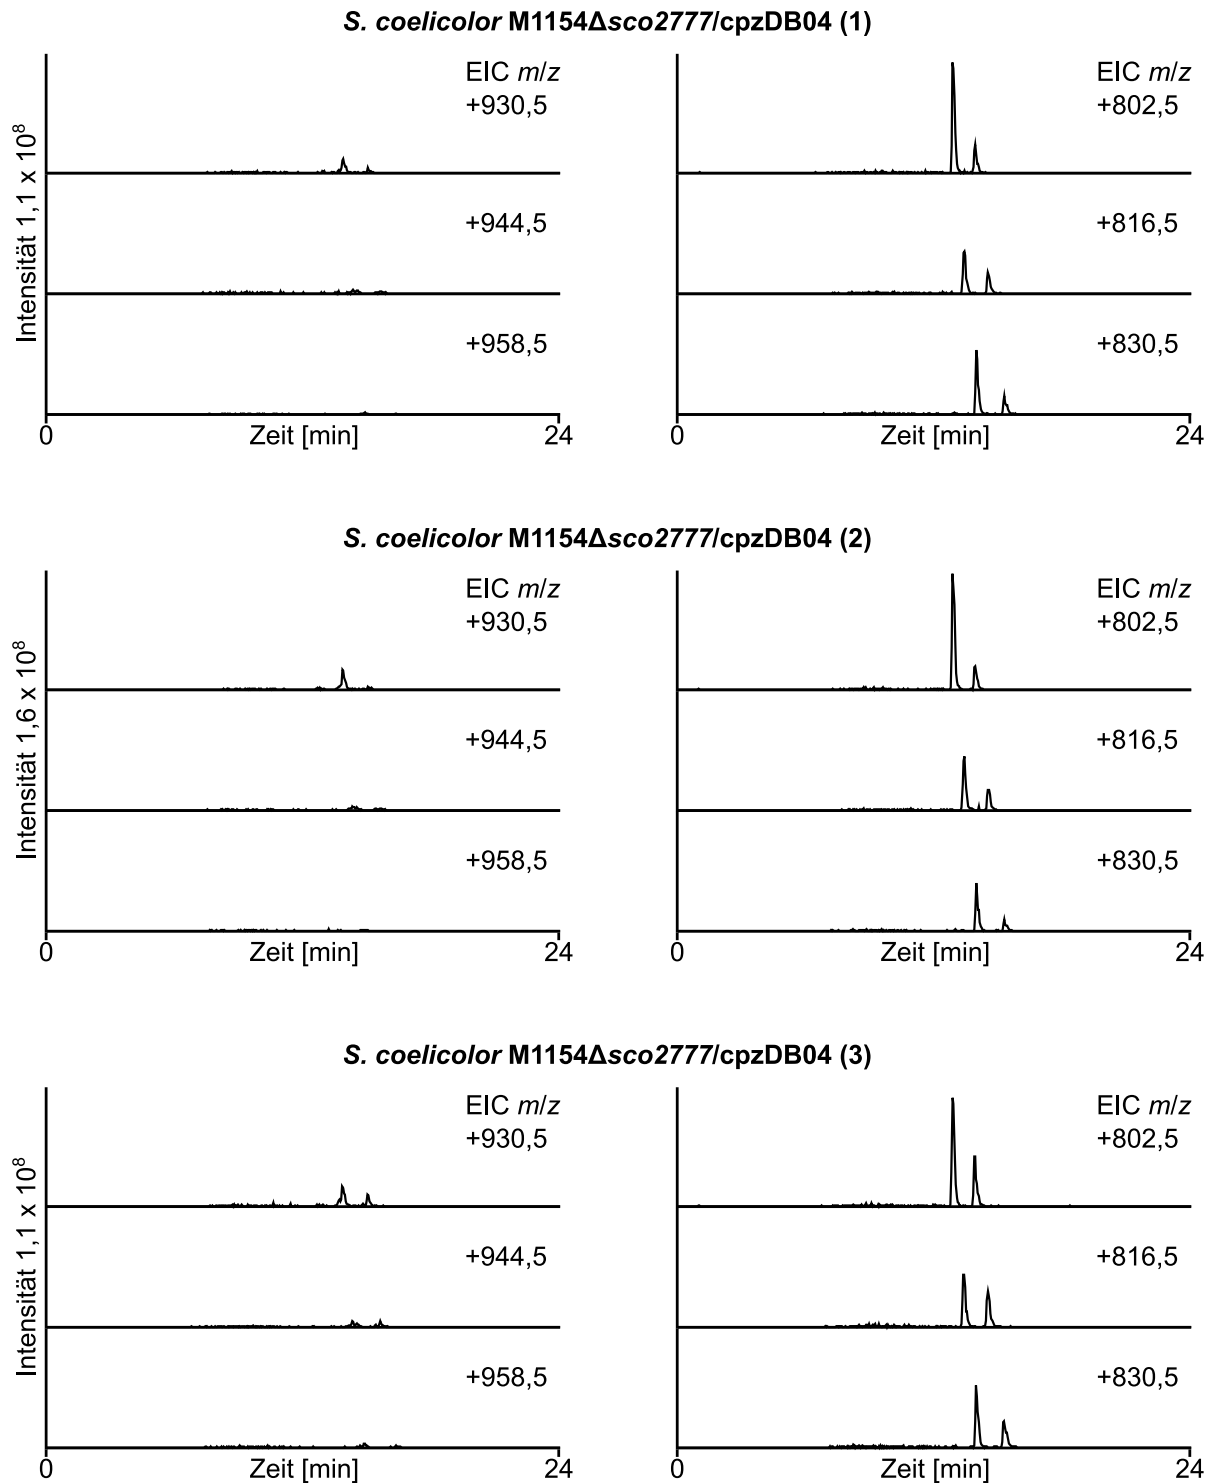 S. coelicolor M1154Δsco2777/cpzDB04 (1)
Intensität 1,1 x 10⁸
EIC m/z
+930,5
+944,5
+958,5
0
Zeit [min]
24
EIC m/z
+802,5
+816,5
+830,5
0
Zeit [min]
24
S. coelicolor M1154Δsco2777/cpzDB04 (2)
Intensität 1,6 x 10⁸
EIC m/z
+930,5
+944,5
+958,5
0
Zeit [min]
24
EIC m/z
+802,5
+816,5
+830,5
0
Zeit [min]
24
S. coelicolor M1154Δsco2777/cpzDB04 (3)
Intensität 1,1 x 10⁸
EIC m/z
+930,5
+944,5
+958,5
0
Zeit [min]
24
EIC m/z
+802,5
+816,5
+830,5
0
Zeit [min]
24